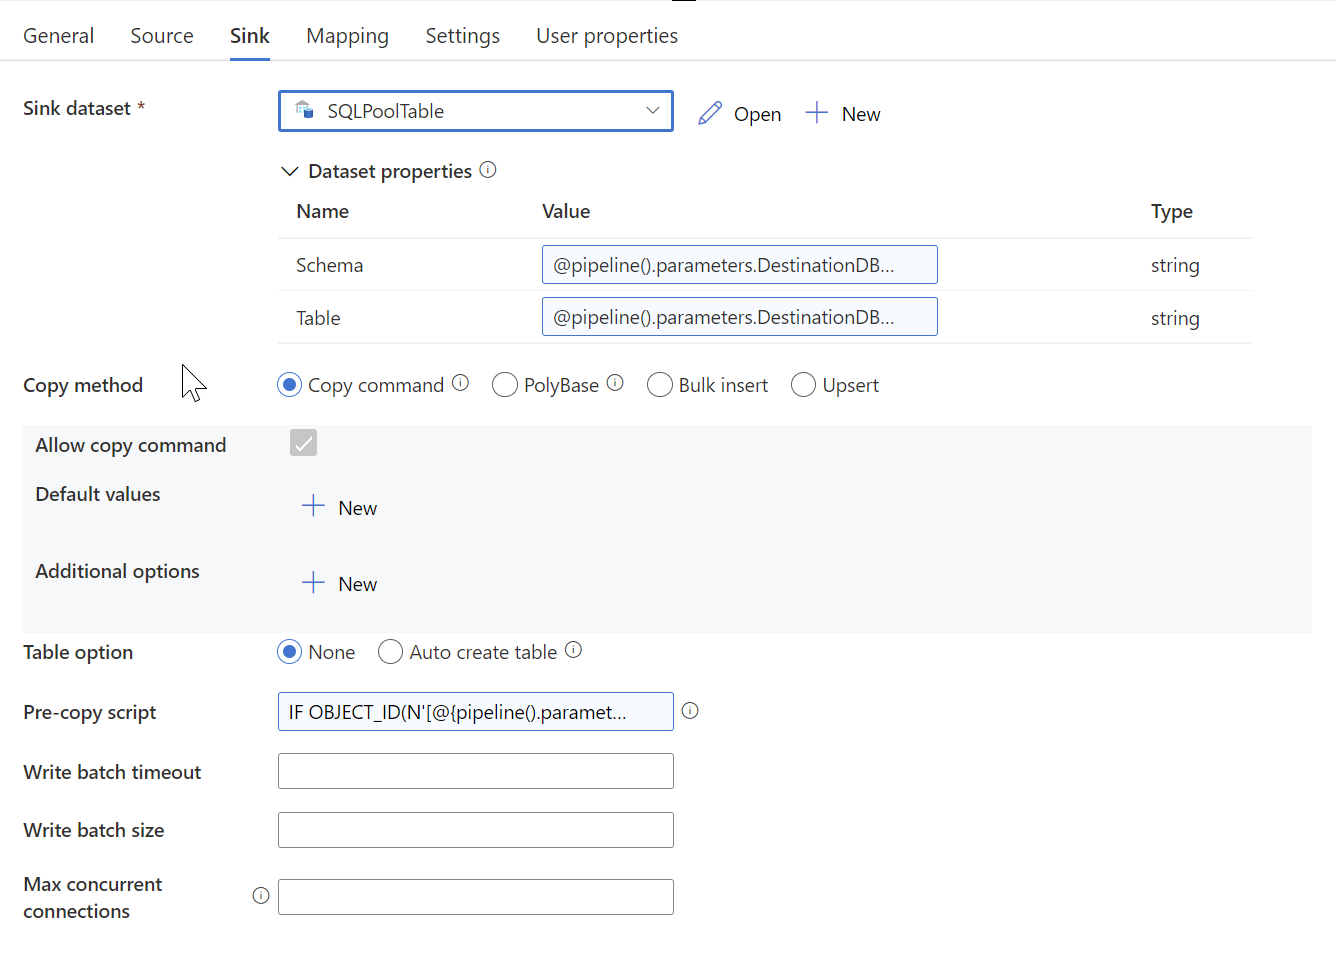 General Source Sink Mapping Settings User properties
Sink dataset * SQLPoolTable Open New
Dataset properties
Name Value Type
Schema @pipeline().parameters.DestinationDB... string
Table @pipeline().parameters.DestinationDB... string
Copy method Copy command PolyBase Bulk insert Upsert
Allow copy command
Default values New
Additional options New
Table option None Auto create table
Pre-copy script IF OBJECT_ID(N'[@{pipeline().paramet...
Write batch timeout
Write batch size
Max concurrent
connections